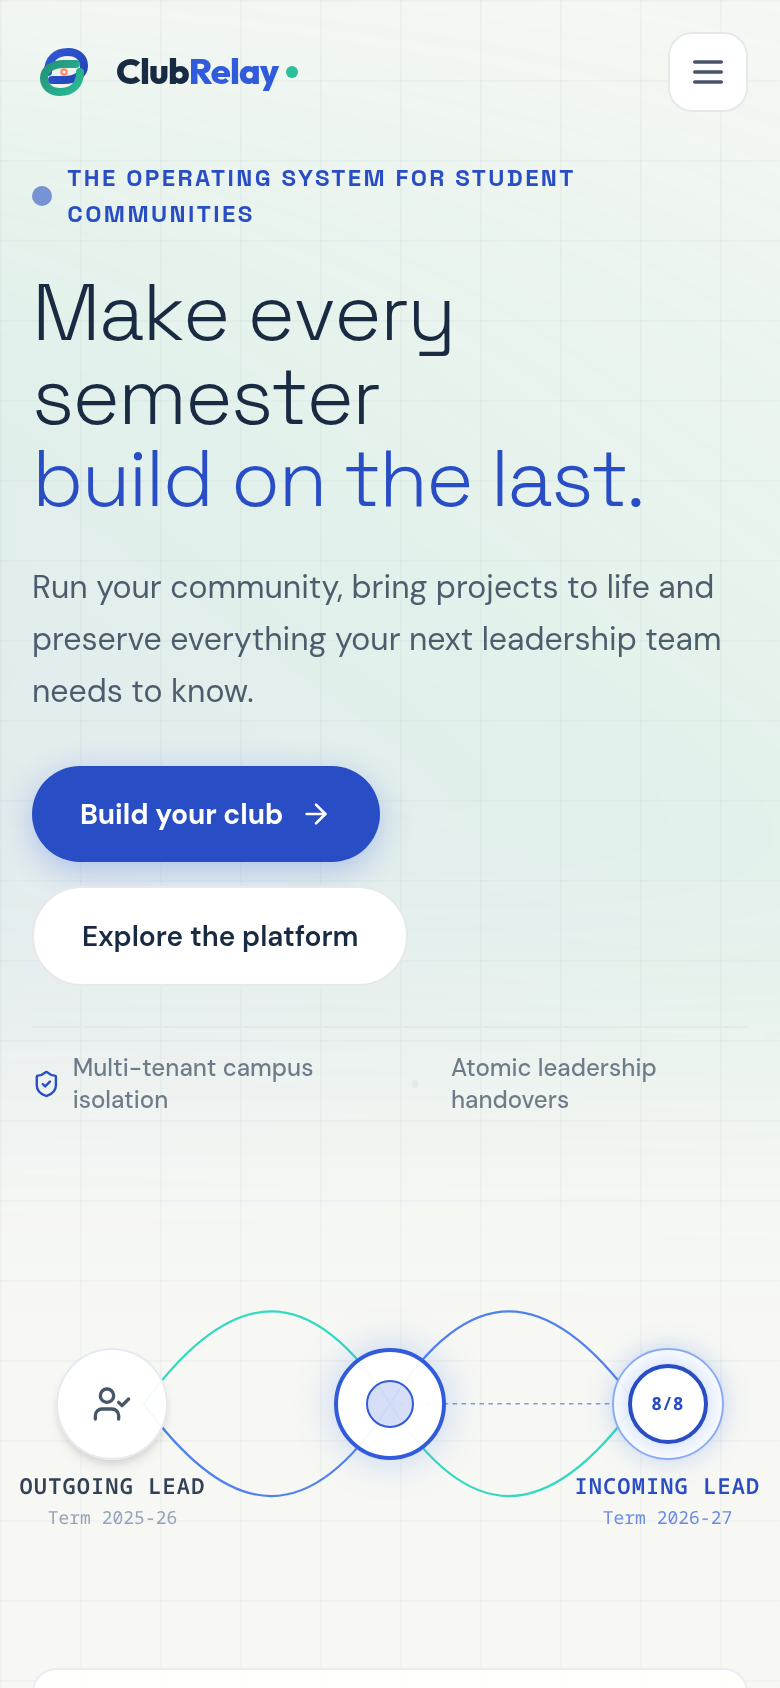 ClubRelay
THE OPERATING SYSTEM FOR STUDENT
COMMUNITIES
Make every
semester
build on the last.
Run your community, bring projects to life and
preserve everything your next leadership team
needs to know.
Build your club
Explore the platform
Multi-tenant campus
isolation
Atomic leadership
handovers
8/8
OUTGOING LEAD
Term 2025-26
INCOMING LEAD
Term 2026-27